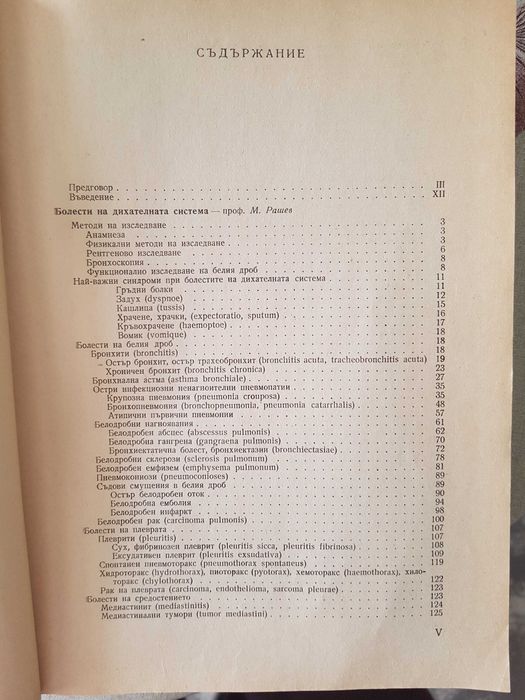 СЪДЪРЖАНИЕ
Предговор . . . . . III
Въведение . . . . . XII
Болести на дихателната система — проф. М. Рашев
Методи на изследване . . . . . 3
Анамнеза . . . . . 3
Физикални методи на изследване . . . . . 3
Рентгеново изследване . . . . . 6
Бронхоскопия . . . . . 8
Функционално изследване на белия дроб . . . . . 8
Най-важни синдроми при болестите на дихателната система . . . . . 11
Гръдни болки . . . . . 11
Задух (dyspnoe) . . . . . 12
Кашлица (tussis) . . . . . 15
Храчене, храчки, (expectoratio, sputum) . . . . . 16
Кръвохрачене (haemoptoe) . . . . . 17
Вомик (vomique) . . . . . 18
Болести на белия дроб . . . . . 18
Бронхити (bronchitis) . . . . . 18
Остър бронхит, остър трахеобронхит (bronchitis acuta, tracheobronchitis acuta) 19
Хроничен бронхит (bronchitis chronica) . . . . . 23
Бронхиална астма (asthma bronchiale) . . . . . 27
Остри инфекциозни ненагноителни пневмопатии . . . . . 35
Крупозна пневмония (pneumonia crouposa) . . . . . 35
Бронхопневмония (bronchopneumonia, pneumonia catarrhalis) . . . . . 48
Атипични първични пневмонии . . . . . 57
Белодробни нагноявания . . . . . 61
Белодробен абсцес (abscessus pulmonis) . . . . . 62
Белодробна гангрена (gangraena pulmonis) . . . . . 70
Бронхиектатична болест, бронхиектазии (bronchiectasiae) . . . . . 72
Белодробни склерози (sclerosis pulmonum) . . . . . 78
Белодробен емфизем (emphysema pulmonum) . . . . . 81
Пневмокониози (pneumoconioses) . . . . . 89
Съдови смущения в белия дроб . . . . . 89
Остър белодробен оток . . . . . 90
Белодробна емболия . . . . . 94
Белодробен инфаркт . . . . . 98
Белодробен рак (carcinoma pulmonis) . . . . . 100
Болести на плеврата . . . . . 107
Плеврити (pleuritis) . . . . . 107
Сух, фибринозен плеврит (pleuritis sicca, pleuritis fibrinosa) . . . . . 108
Ексудативен плеврит (pleuritis exsudativa) . . . . . 109
Спонтанен пневмоторакс (pneumothorax spontaneus) . . . . . 119
Хидроторакс (hydrothorax), пиоторакс (pyotorax), хемоторакс (haemothorax), хило-
торакс (chylothorax) . . . . . 122
Рак на плеврата (carcinoma, endothelioma, sarcoma pleurae) . . . . . 123
Болести на средостението . . . . . 123
Медиастинит (mediastinitis) . . . . . 124
Медиастинални тумори (tumor mediastini) . . . . . 125
V